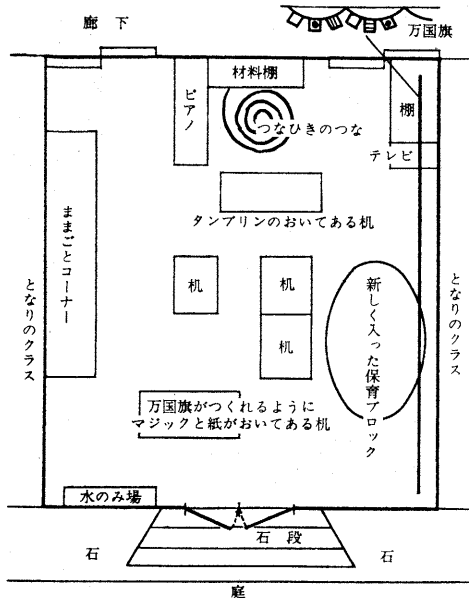 廊下
万国旗
材料棚
ピアノ
つなひきのつな
棚
テレビ
タンブリンのおいてある机
ままごとコーナー
となりのクラス
机
机
机
新しく入った保育ブロック
となりのクラス
万国旗がつくれるように
マジックと紙がおいてある机
水のみ場
石段
石
石
庭